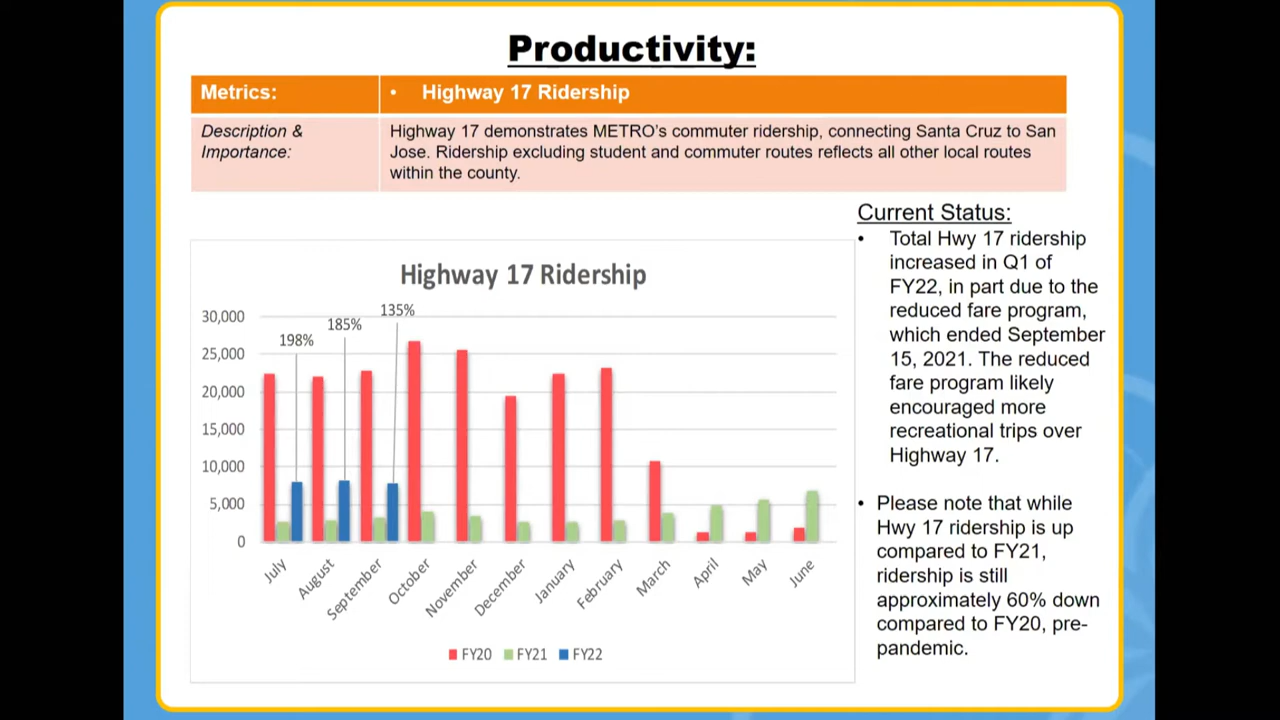 Productivity:
Metrics:
• Highway 17 Ridership
Description &
Importance:
Highway 17 demonstrates METRO's commuter ridership, connecting Santa Cruz to San
Jose. Ridership excluding student and commuter routes reflects all other local routes
within the county.
Highway 17 Ridership
30,000
25,000
20,000
15,000
10,000
5,000
0
198%
185%
135%
July
August
September
October
November
December
January
February
March
April
May
June
FY20
FY21
FY22
Current Status:
• Total Hwy 17 ridership
increased in Q1 of
FY22, in part due to the
reduced fare program,
which ended September
15, 2021. The reduced
fare program likely
encouraged more
recreational trips over
Highway 17.
• Please note that while
Hwy 17 ridership is up
compared to FY21,
ridership is still
approximately 60% down
compared to FY20, pre-
pandemic.